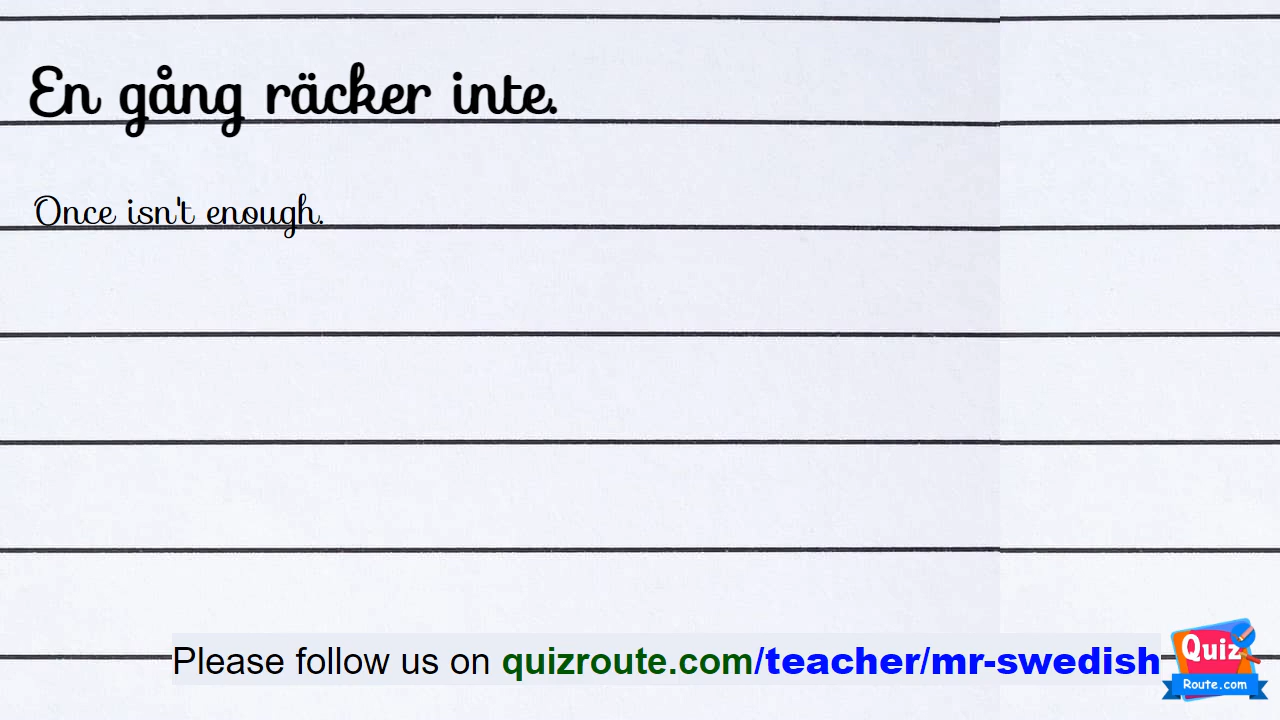 En gång räcker inte.
Once isn't enough.
Please follow us on quizroute.com/teacher/mr-swedish
Quiz
Route.com